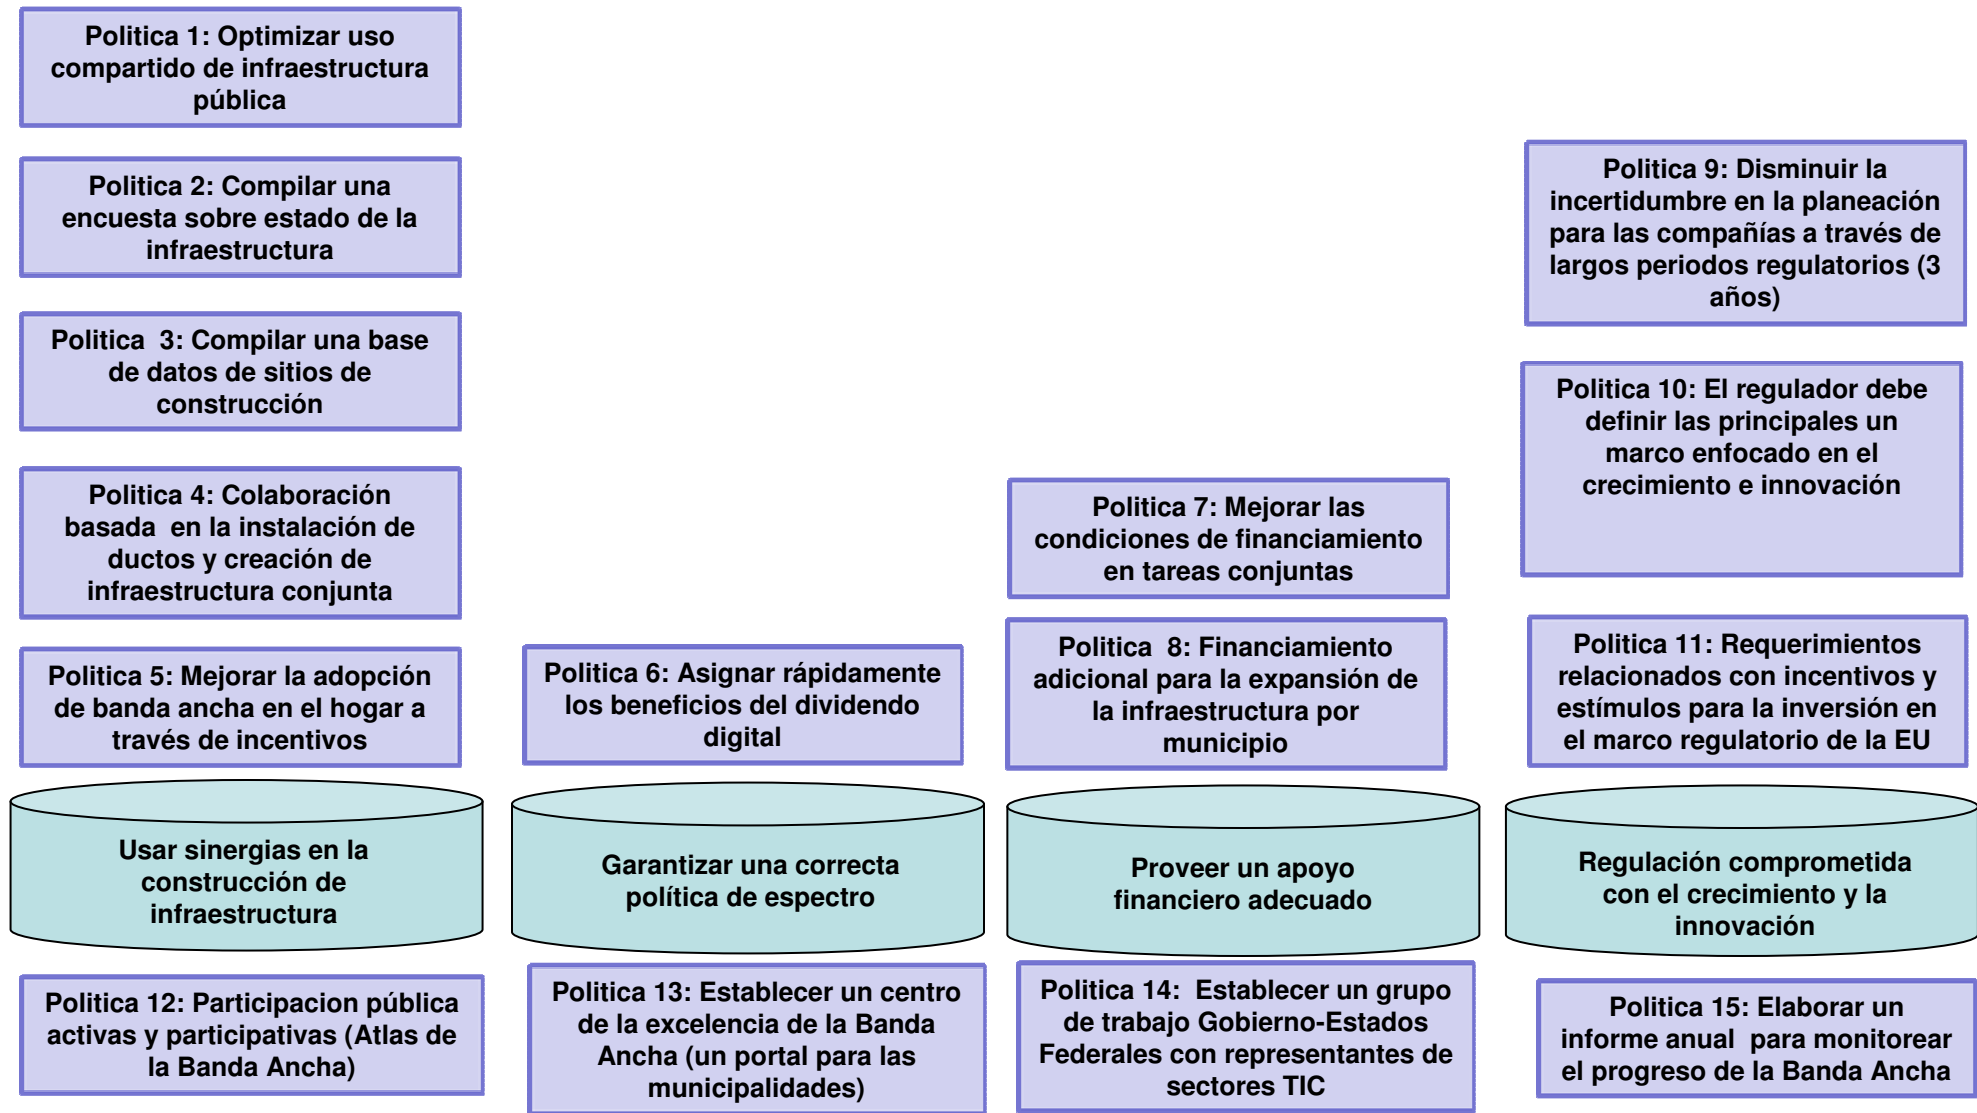 Politica 1: Optimizar uso
compartido de infraestructura
pública
Politica 2: Compilar una
encuesta sobre estado de la
infraestructura
Politica  3: Compilar una base
de datos de sitios de
construcción
Politica 4: Colaboración
basada  en la instalación de
ductos y creación de
infraestructura conjunta
Politica 5: Mejorar la adopción
de banda ancha en el hogar a
través de incentivos
Usar sinergias en la
construcción de
infraestructura
Politica 12: Participacion pública
activas y participativas (Atlas de
la Banda Ancha)
Politica 6: Asignar rápidamente
los beneficios del dividendo
digital
Garantizar una correcta
política de espectro
Politica 13: Establecer un centro
de la excelencia de la Banda
Ancha (un portal para las
municipalidades)
Politica 7: Mejorar las
condiciones de financiamiento
en tareas conjuntas
Politica  8: Financiamiento
adicional para la expansión de
la infraestructura por
municipio
Proveer un apoyo
financiero adecuado
Politica 14:  Establecer un grupo
de trabajo Gobierno-Estados
Federales con representantes de
sectores TIC
Politica 9: Disminuir la
incertidumbre en la planeación
para las compañías a través de
largos periodos regulatorios (3
años)
Politica 10: El regulador debe
definir las principales un
marco enfocado en el
crecimiento e innovación
Politica 11: Requerimientos
relacionados con incentivos y
estímulos para la inversión en
el marco regulatorio de la EU
Regulación comprometida
con el crecimiento y la
innovación
Politica 15: Elaborar un
informe anual  para monitorear
el progreso de la Banda Ancha